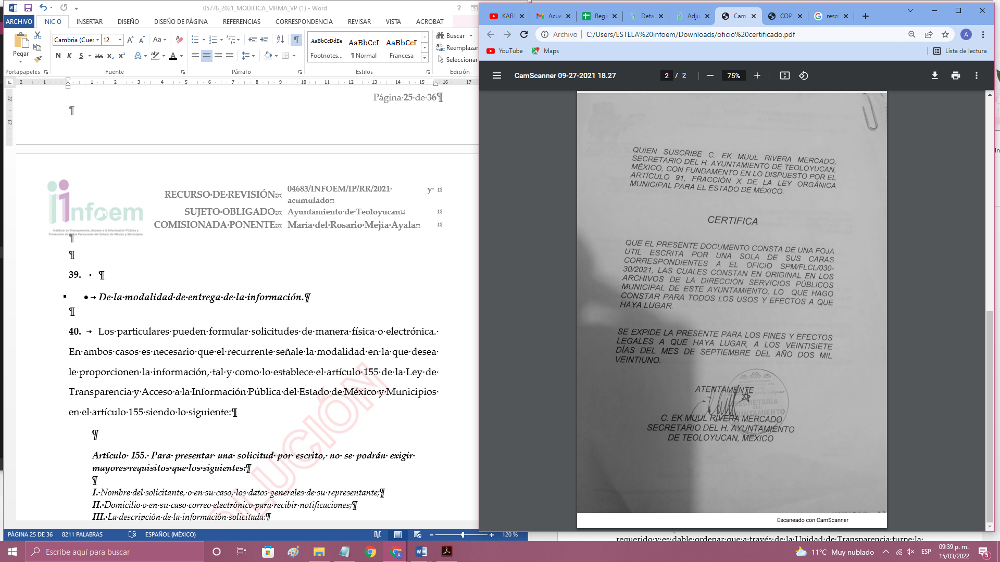 05778_2021_MODIFICA_MRMA_VP (1) - Word
ARCHIVO INICIO INSERTAR DISEÑO DISEÑO DE PÁGINA REFERENCIAS CORRESPONDENCIA REVISAR VISTA ACROBAT
Pegar
Cambria (Cuer 12
Buscar
Reemplazar
Seleccionar
Footnotes... ¶ Normal Francesa
Portapapeles Fuente Párrafo Estilos Edición
Página 25 de 36¶
¶
infoem
Instituto de Transparencia, Acceso a la Información Pública y
Protección de Datos Personales del Estado de México y Municipios
RECURSO DE REVISIÓN:¤ 04683/INFOEM/IP/RR/2021 y ¤
acumulado¤
SUJETO OBLIGADO:¤ Ayuntamiento de Teoloyucan¤ ¤
COMISIONADA PONENTE:¤ María del Rosario Mejía Ayala¤ ¤
¶
¶
39. → ¶
• → De la modalidad de entrega de la información.¶
¶
40. → Los particulares pueden formular solicitudes de manera física o electrónica.
En ambos casos es necesario que el recurrente señale la modalidad en la que desea
le proporcionen la información, tal y como lo establece el artículo 155 de la Ley de
Transparencia y Acceso a la Información Pública del Estado de México y Municipios
en el artículo 155 siendo lo siguiente:¶
¶
Artículo 155. Para presentar una solicitud por escrito, no se podrán exigir
mayores requisitos que los siguientes:¶
¶
I. Nombre del solicitante, o en su caso, los datos generales de su representante;¶
II. Domicilio o en su caso correo electrónico para recibir notificaciones;¶
III. La descripción de la información solicitada;¶
OLUCIÓN
PÁGINA 25 DE 36 8211 PALABRAS ESPAÑOL (MÉXICO) 120 %
KARO Acue Regis Deta Adju Cam COPI resol
Archivo C:/Users/ESTELA%20infoem/Downloads/oficio%20certificado.pdf
YouTube Maps Lista de lectura
CamScanner 09-27-2021 18.27 2 / 2 75%
QUIEN SUSCRIBE C. EK MUUL RIVERA MERCADO,
SECRETARIO DEL H. AYUNTAMIENTO DE TEOLOYUCAN,
MÉXICO, CON FUNDAMENTO EN LO DISPUESTO POR EL
ARTÍCULO 91, FRACCIÓN X DE LA LEY ORGÁNICA
MUNICIPAL PARA EL ESTADO DE MÉXICO.
CERTIFICA
QUE EL PRESENTE DOCUMENTO CONSTA DE UNA FOJA
UTIL ESCRITA POR UNA SOLA DE SUS CARAS
CORRESPONDIENTES A EL OFICIO SPM/FLCL/030-
30/2021, LAS CUALES CONSTAN EN ORIGINAL EN LOS
ARCHIVOS DE LA DIRECCIÓN SERVICIOS PÚBLICOS
MUNICIPAL DE ESTE AYUNTAMIENTO, LO QUE HAGO
CONSTAR PARA TODOS LOS USOS Y EFECTOS A QUE
HAYA LUGAR.
SE EXPIDE LA PRESENTE PARA LOS FINES Y EFECTOS
LEGALES A QUE HAYA LUGAR, A LOS VEINTISIETE
DÍAS DEL MES DE SEPTIEMBRE DEL AÑO DOS MIL
VEINTIUNO.
ATENTAMENTE
SECRETARÍA
DEL
AYUNTAMIENTO
C. EK MUUL RIVERA MERCADO
SECRETARIO DEL H. AYUNTAMIENTO
DE TEOLOYUCAN, MÉXICO
Escaneado con CamScanner
requerido y es dable ordenar que a través de la Unidad de Transparencia turne la
Escribe aquí para buscar
11°C Muy nublado ESP 09:39 p. m.
15/03/2022
5